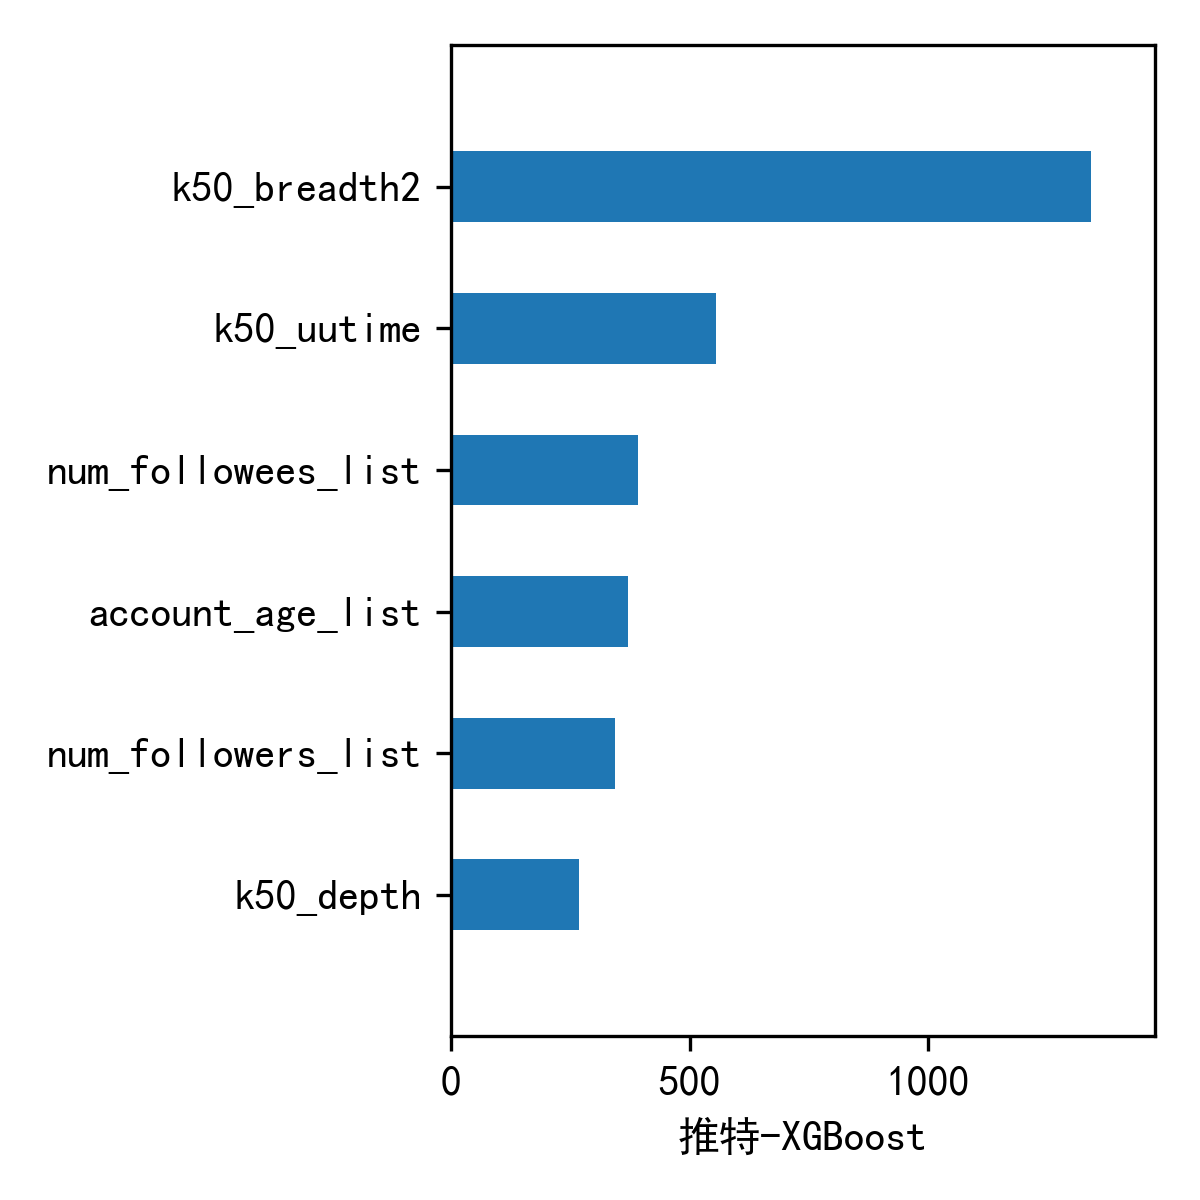 k50_breadth2
k50_uutime
num_followees_list
account_age_list
num_followers_list
k50_depth
0 500 1000
推特-XGBoost